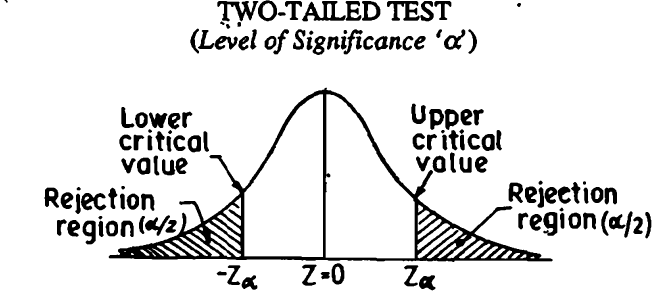 TWO-TAILED TEST
(Level of Significance ‘α’)
Lower
critical
value
Upper
critical
value
Rejection
region (α/2)
Rejection
region (α/2)
-Zα
Z=0
Zα